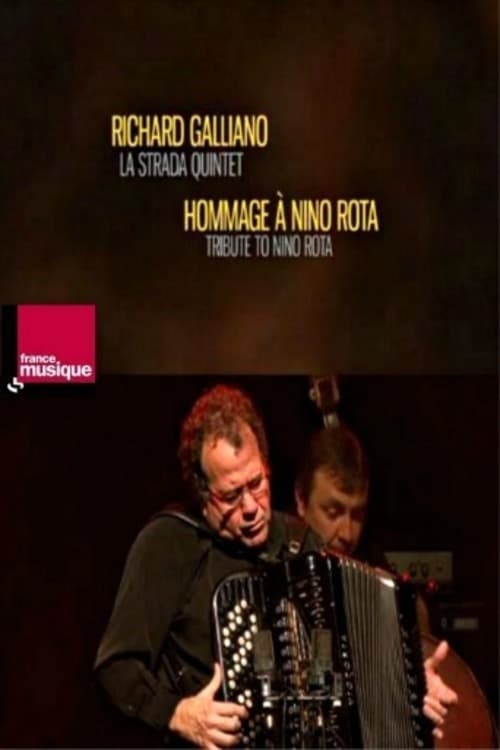 RICHARD GALLIANO
LA STRADA QUINTET
HOMMAGE À NINO ROTA
TRIBUTE TO NINO ROTA
france
musique